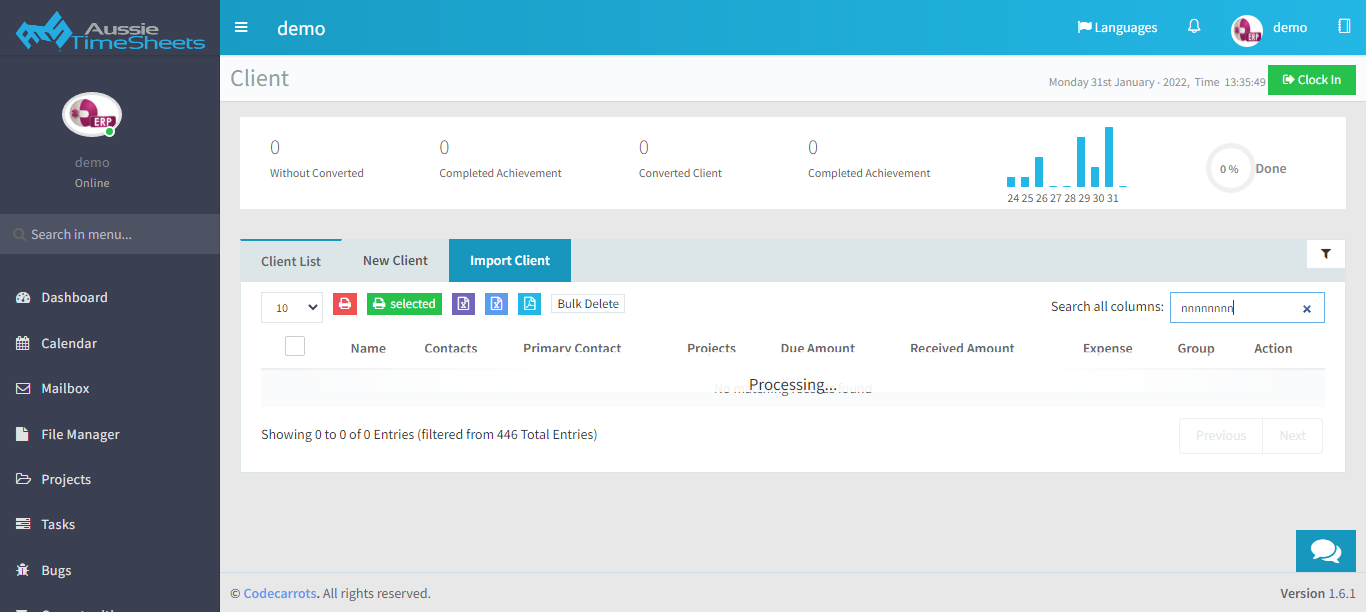 Aussie
TimeSheets
demo
Languages
demo
Client
Monday 31st January - 2022, Time 13:35:49
Clock In
ERP
demo
Online
Search in menu...
Dashboard
Calendar
Mailbox
File Manager
Projects
Tasks
Bugs
0
Without Converted
0
Completed Achievement
0
Converted Client
0
Completed Achievement
24 25 26 27 28 29 30 31
0 %
Done
Client List
New Client
Import Client
10
selected
Bulk Delete
Search all columns:
nnnnnnnn
Name Contacts Primary Contact Projects Due Amount Received Amount Expense Group Action
Processing...
No matching records found
Showing 0 to 0 of 0 Entries (filtered from 446 Total Entries)
Previous
Next
© Codecarrots. All rights reserved.
Version 1.6.1